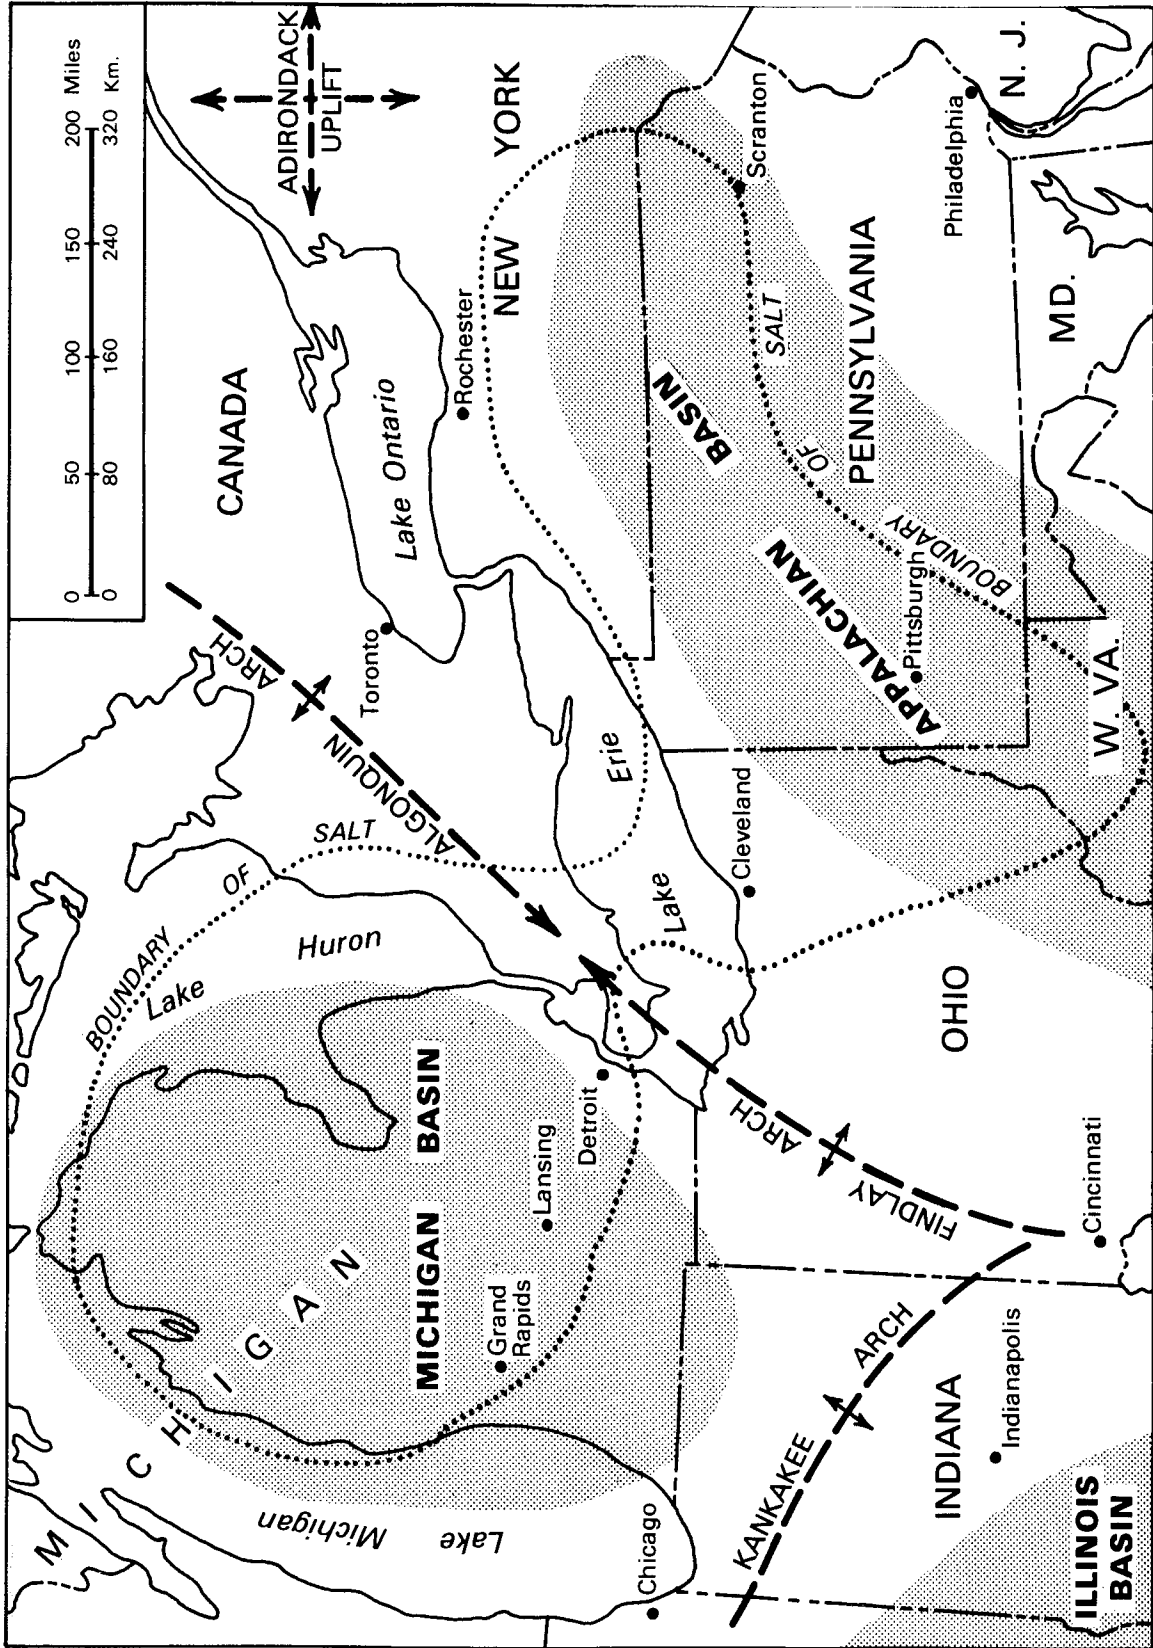 0 50 100 150 200 Miles
0 80 160 240 320 Km.
ADIRONDACK
UPLIFT
CANADA
NEW YORK
Lake Ontario
Rochester
Toronto
ALGONQUIN ARCH
BOUNDARY OF SALT
Lake Huron
Lake Erie
Cleveland
MICHIGAN
MICHIGAN BASIN
Lansing
Grand
Rapids
Detroit
Lake Michigan
Chicago
KANKAKEE ARCH
FINDLAY ARCH
INDIANA
Indianapolis
ILLINOIS
BASIN
OHIO
Cincinnati
APPALACHIAN BASIN
BOUNDARY OF SALT
Pittsburgh
PENNSYLVANIA
Scranton
Philadelphia
N. J.
MD.
W. VA.